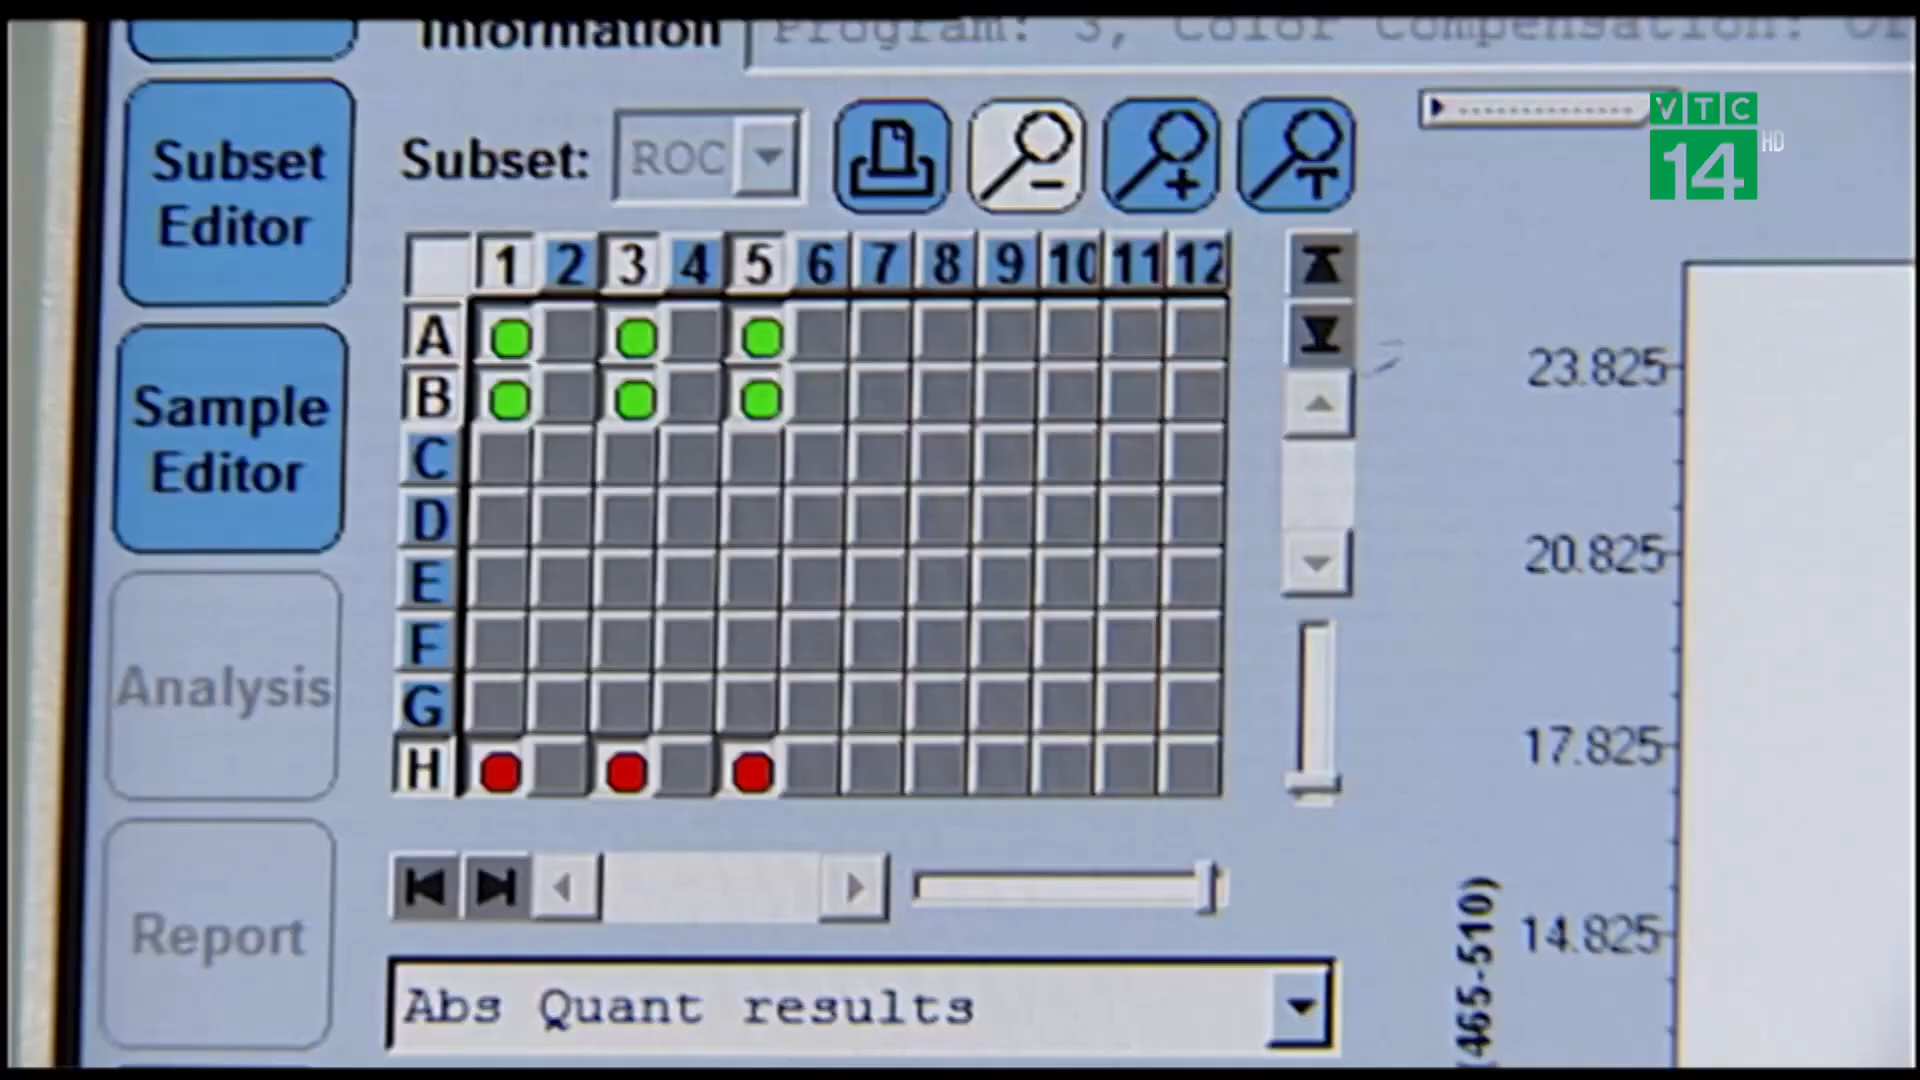 Information
Program: 3, Color Compensation:
VTC
14
HD
Subset
Editor
Subset:
ROC
1 2 3 4 5 6 7 8 9 10 11 12
A
B
C
D
E
F
G
H
Sample
Editor
Analysis
Report
Abs Quant results
23.825
20.825
17.825
14.825
(465-510)